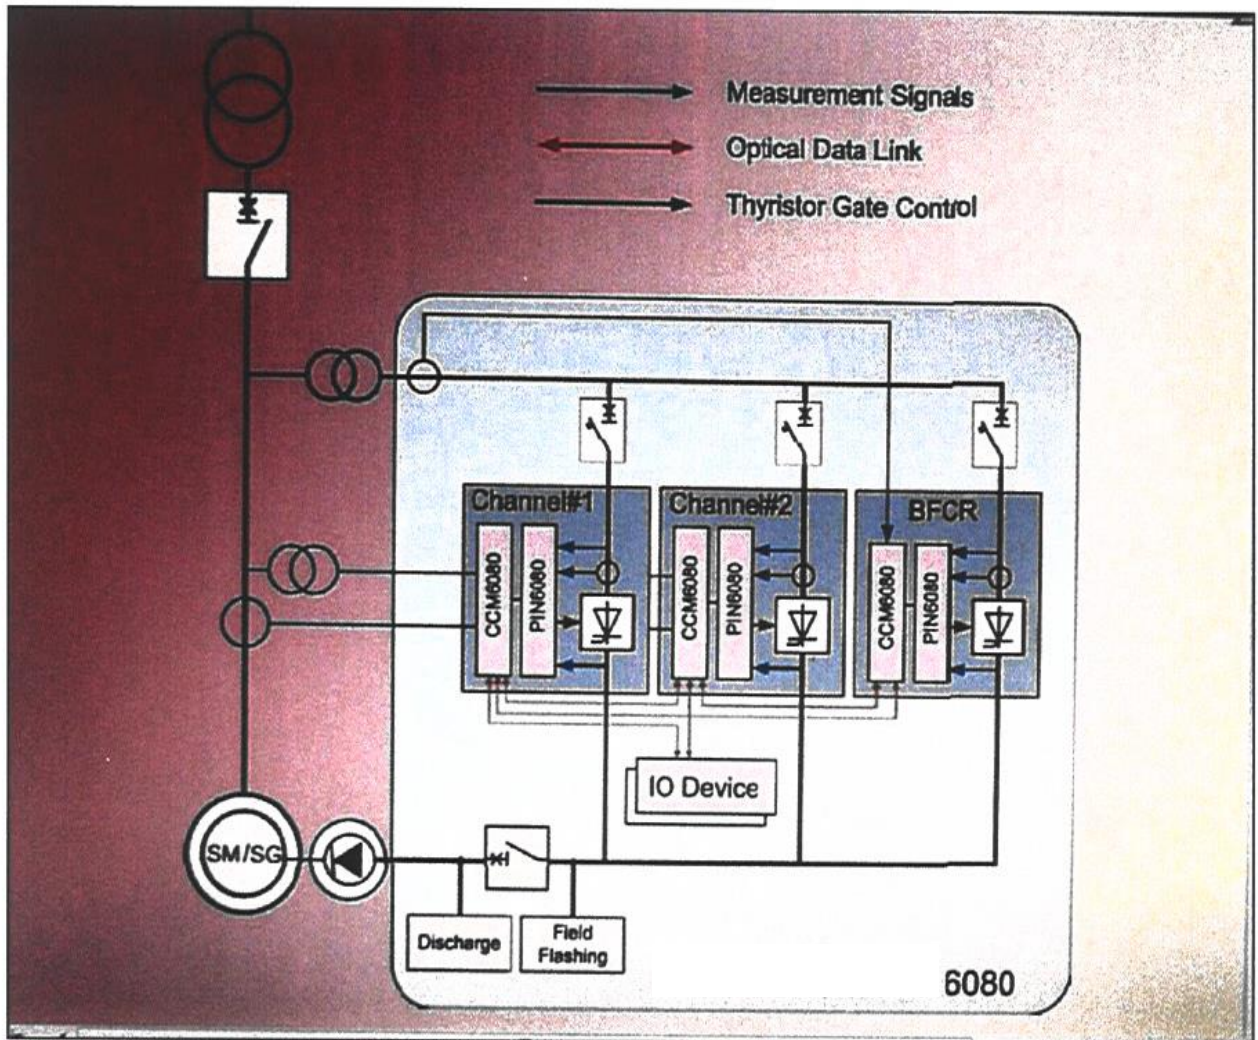 Measurement Signals
Optical Data Link
Thyristor Gate Control
Channel#1
Channel#2
BFCR
CCM6080
PIN6080
CCM6080
PIN6080
CCM6080
PIN6080
IO Device
SM/SG
Discharge
Field
Flashing
6080